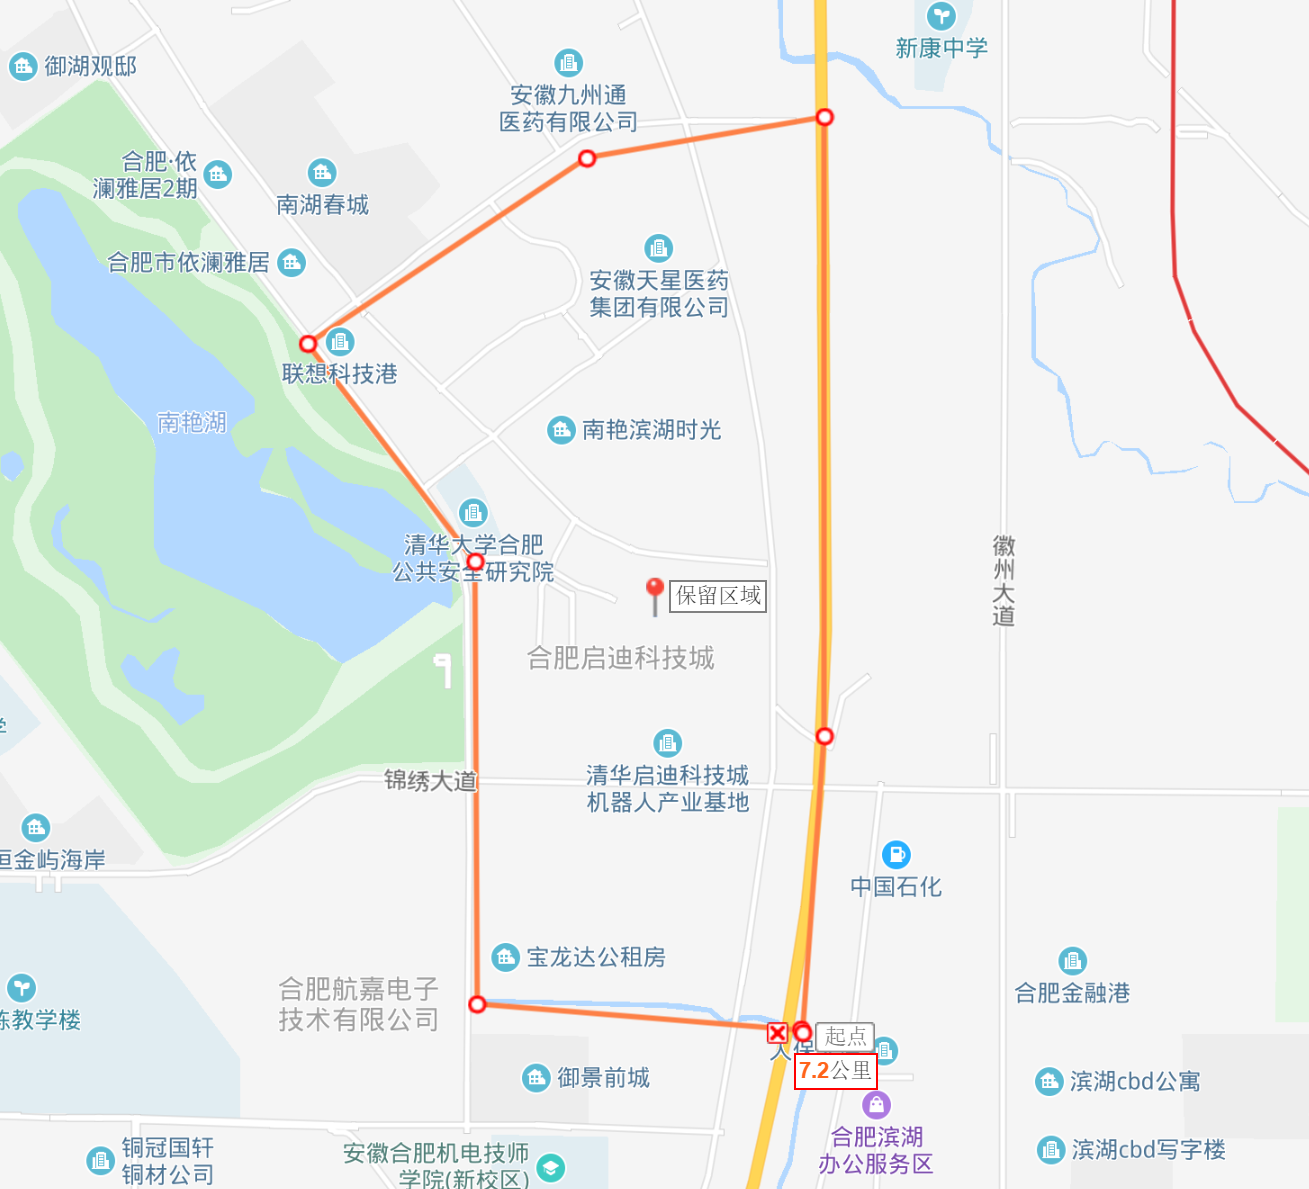 新康中学
御湖观邸
安徽九州通
医药有限公司
合肥·依
澜雅居2期
南湖春城
合肥市依澜雅居
安徽天星医药
集团有限公司
联想科技港
南艳湖
南艳滨湖时光
清华大学合肥
公共安全研究院
徽州大道
保留区域
合肥启迪科技城
清华启迪科技城
机器人产业基地
锦绣大道
恒金屿海岸
中国石化
宝龙达公租房
合肥航嘉电子
技术有限公司
合肥金融港
栋教学楼
起点
人保
7.2公里
御景前城
滨湖cbd公寓
合肥滨湖
办公服务区
滨湖cbd写字楼
铜冠国轩
铜材公司
安徽合肥机电技师
学院(新校区)